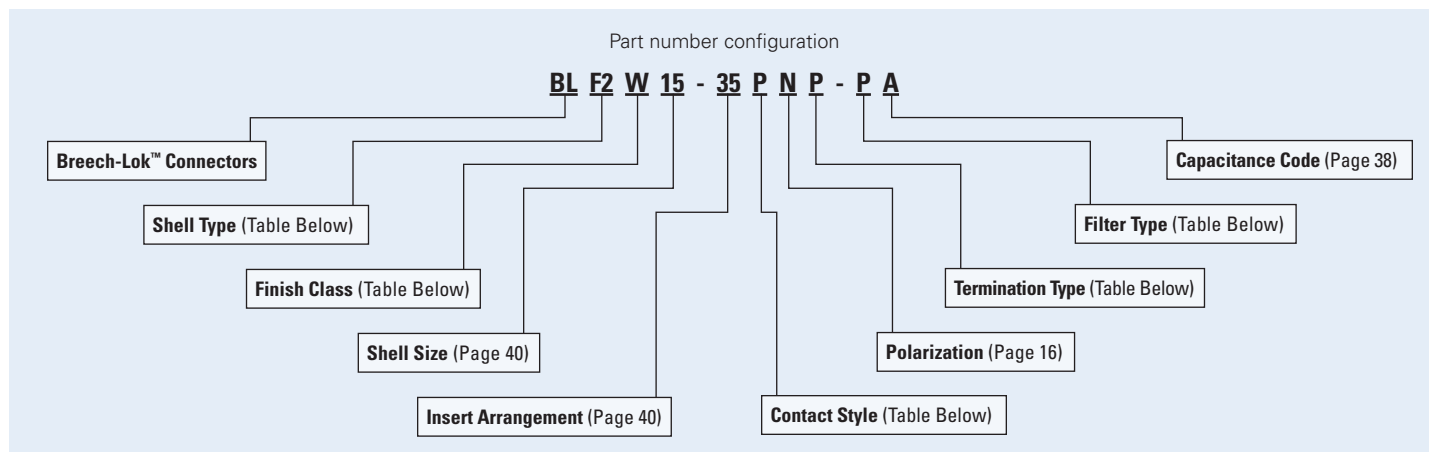 Part number configuration
BL F2 W 15 - 35 P N P - P A
Breech-Lok™ Connectors
Capacitance Code (Page 38)
Shell Type (Table Below)
Filter Type (Table Below)
Finish Class (Table Below)
Termination Type (Table Below)
Shell Size (Page 40)
Polarization (Page 16)
Insert Arrangement (Page 40)
Contact Style (Table Below)